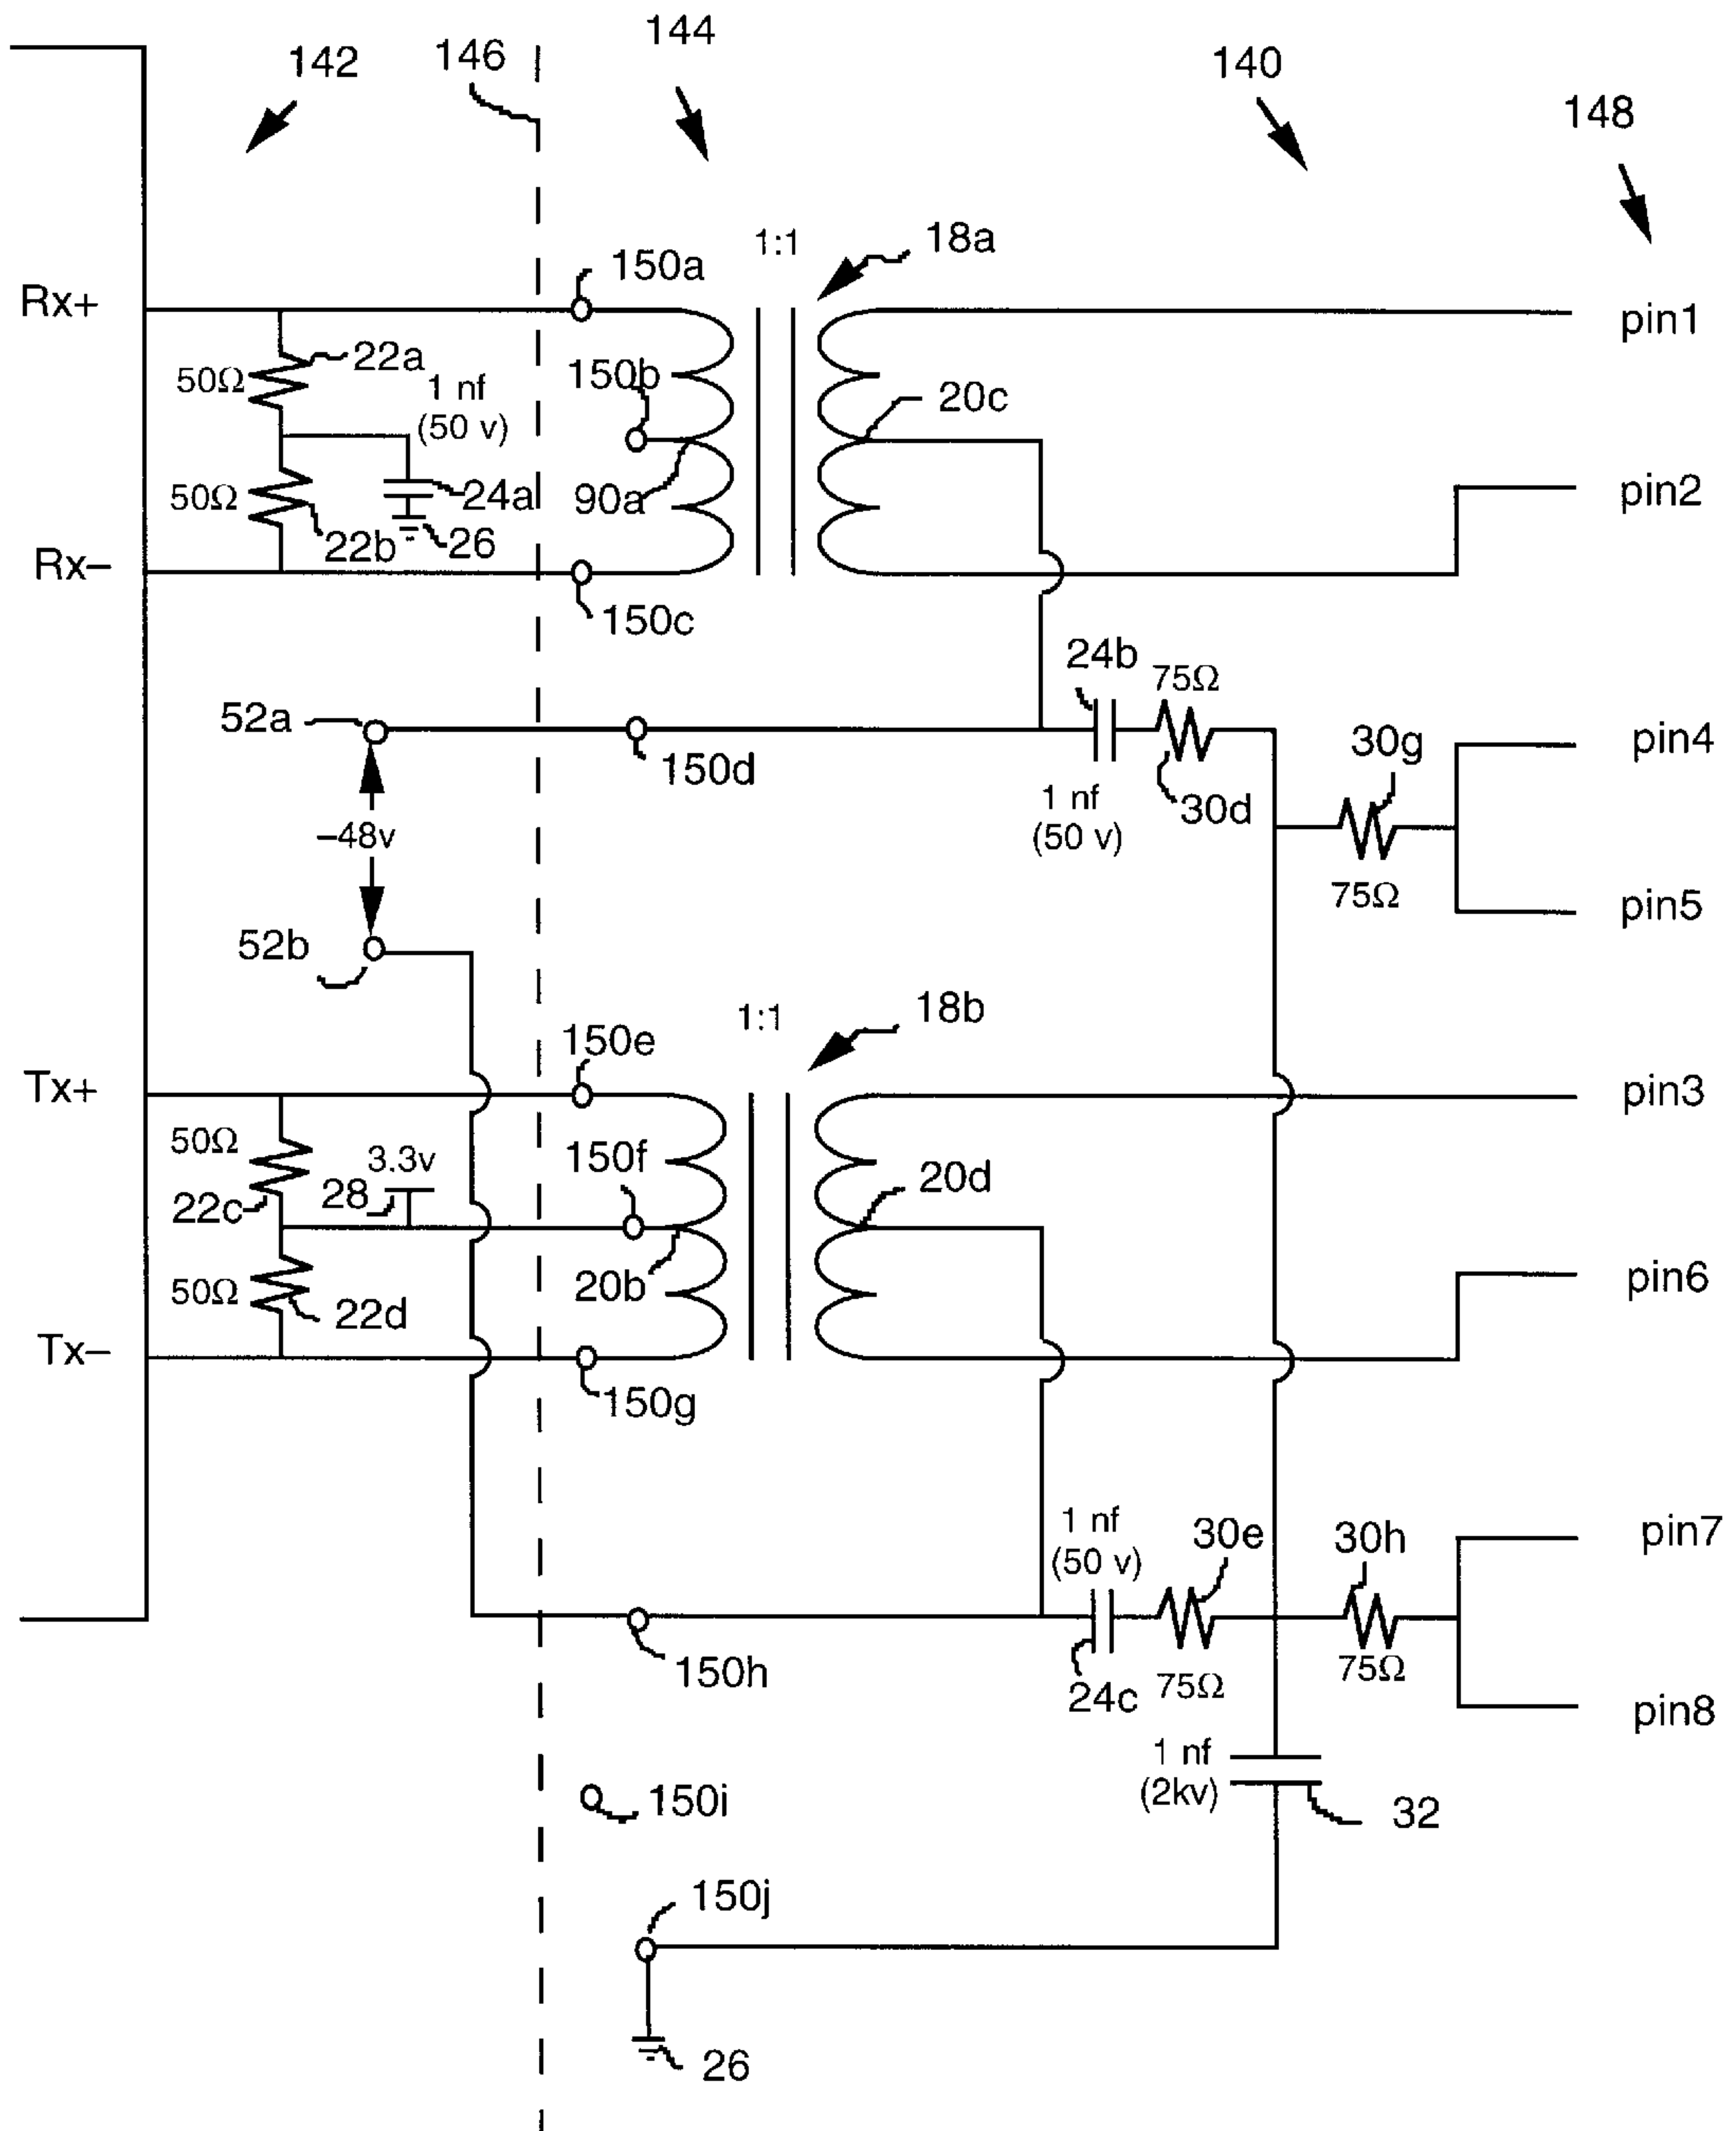 144
142
146
140
148
1:1
18a
150a
Rx+
pin1
22a
50Ω
1 nf
(50 v)
150b
20c
50Ω
24a
90a
pin2
22b
26
Rx–
150c
24b
75Ω
52a
150d
30g
pin4
1 nf
(50 v)
30d
–48v
75Ω
pin5
52b
1:1
18b
150e
Tx+
pin3
50Ω
3.3v
150f
20d
28
22c
50Ω
20b
pin6
22d
Tx–
150g
1 nf
(50 v)
30e
30h
pin7
150h
24c
75Ω
75Ω
pin8
1 nf
(2kv)
150i
32
150j
26